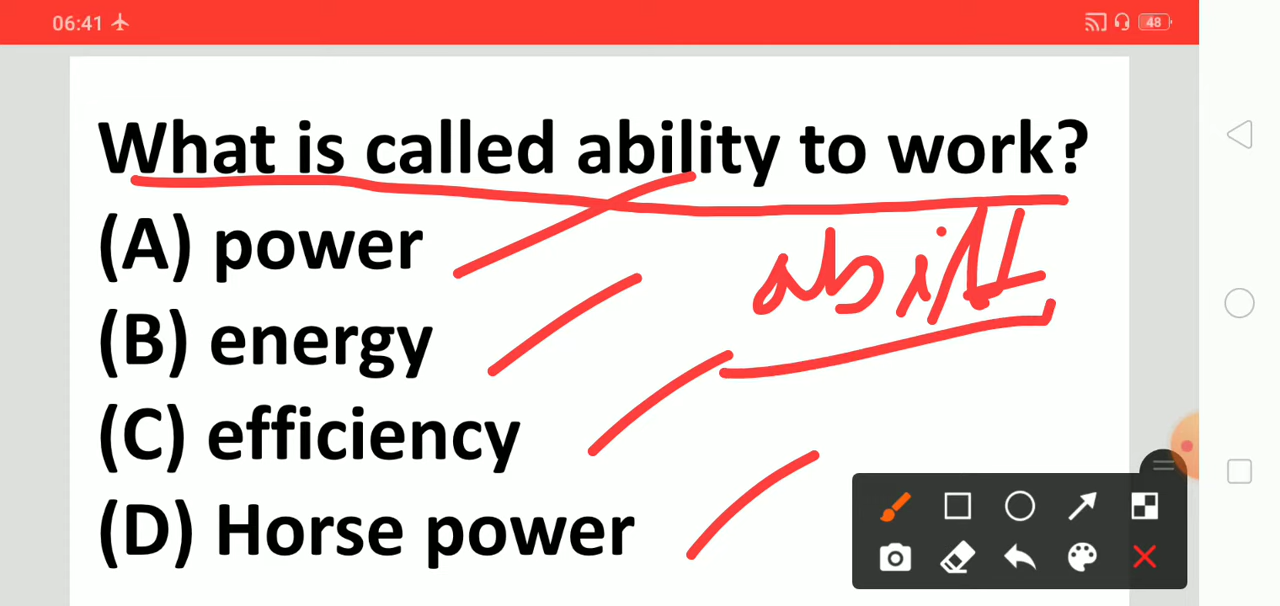 06:41
48
What is called ability to work?
(A) power
(B) energy
(C) efficiency
(D) Horse power